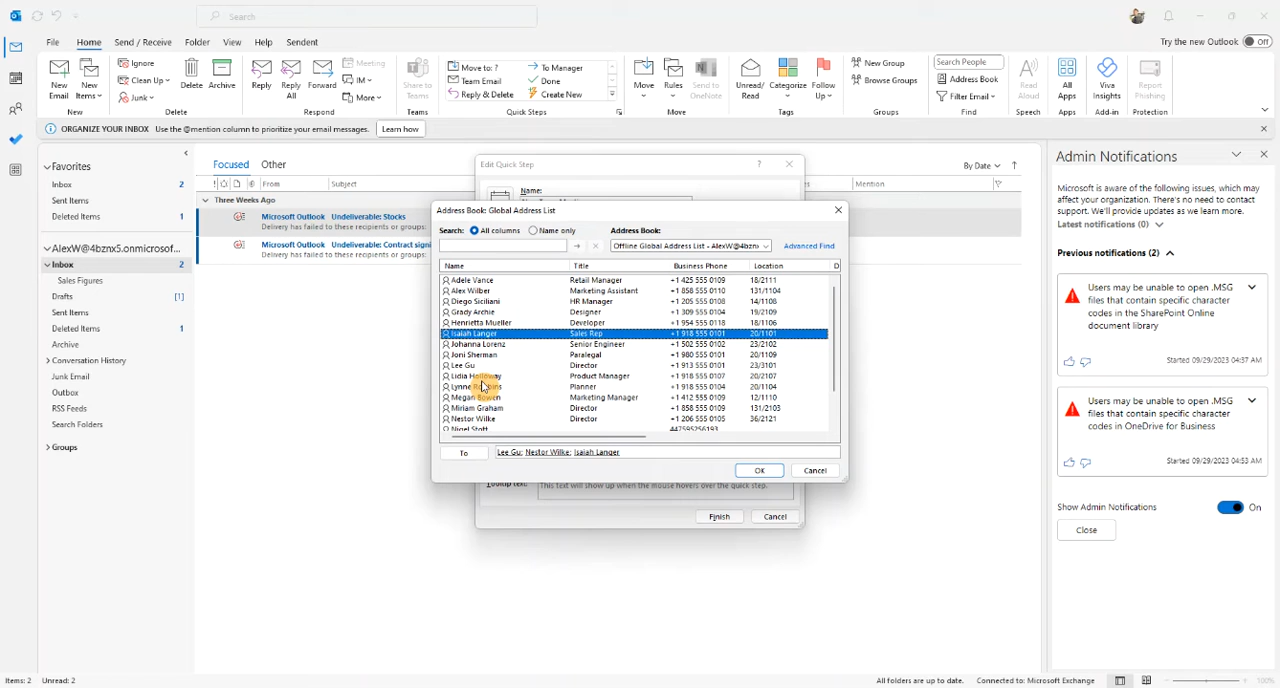 Search
File Home Send / Receive Folder View Help Sendent
Try the new Outlook Off
New Email
New Items
Ignore
Clean Up
Junk
Delete
Archive
Reply
Reply All
Forward
Meeting
IM
More
Share to Teams
Move to: ?
Team Email
Reply & Delete
To Manager
Done
Create New
Move
Rules
Send to OneNote
Unread/ Read
Categorize
Follow Up
New Group
Browse Groups
Search People
Address Book
Filter Email
Read Aloud
All Apps
Viva Insights
Report Phishing
New Delete Respond Teams Quick Steps Move Tags Groups Find Speech Apps Add-in Protection
ORGANIZE YOUR INBOX Use the @mention column to prioritize your email messages. Learn how
Favorites
Inbox 2
Sent Items
Deleted Items 1
AlexW@4bznx5.onmicrosof...
Inbox 2
Sales Figures
Drafts [1]
Sent Items
Deleted Items 1
Archive
Conversation History
Junk Email
Outbox
RSS Feeds
Search Folders
Groups
Focused Other
By Date
From Subject Mention
Three Weeks Ago
Microsoft Outlook Undeliverable: Stocks
Delivery has failed to these recipients or groups:
Microsoft Outlook Undeliverable: Contract signi
Delivery has failed to these recipients or groups:
Edit Quick Step ?
Name:
Address Book: Global Address List
Search: All columns Name only Address Book:
Offline Global Address List - AlexW@4bzn Advanced Find
Name Title Business Phone Location D
Adele Vance Retail Manager +1 425 555 0109 18/2111
Alex Wilber Marketing Assistant +1 858 555 0110 131/1104
Diego Siciliani HR Manager +1 205 555 0108 14/1108
Grady Archie Designer +1 309 555 0104 19/2109
Henrietta Mueller Developer +1 954 555 0118 18/1106
Isaiah Langer Sales Rep +1 918 555 0101 20/1101
Johanna Lorenz Senior Engineer +1 502 555 0102 23/2102
Joni Sherman Paralegal +1 980 555 0101 20/1109
Lee Gu Director +1 913 555 0101 23/3101
Lidia Holloway Product Manager +1 918 555 0107 20/2107
Lynne Robbins Planner +1 918 555 0104 20/1104
Megan Bowen Marketing Manager +1 412 555 0109 12/1110
Miriam Graham Director +1 858 555 0109 131/2103
Nestor Wilke Director +1 206 555 0105 36/2121
Nigel Stott 447595256193
To Lee Gu; Nestor Wilke; Isaiah Langer
OK Cancel
Tooltip text: This text will show up when the mouse hovers over the quick step.
Finish Cancel
Admin Notifications
Microsoft is aware of the following issues, which may
affect your organization. There's no need to contact
support. We'll provide updates as we learn more.
Latest notifications (0)
Previous notifications (2)
Users may be unable to open .MSG
files that contain specific character
codes in the SharePoint Online
document library
Started 09/29/2023 04:37 AM
Users may be unable to open .MSG
files that contain specific character
codes in OneDrive for Business
Started 09/29/2023 04:53 AM
Show Admin Notifications On
Close
Items: 2 Unread: 2
All folders are up to date. Connected to: Microsoft Exchange 100%